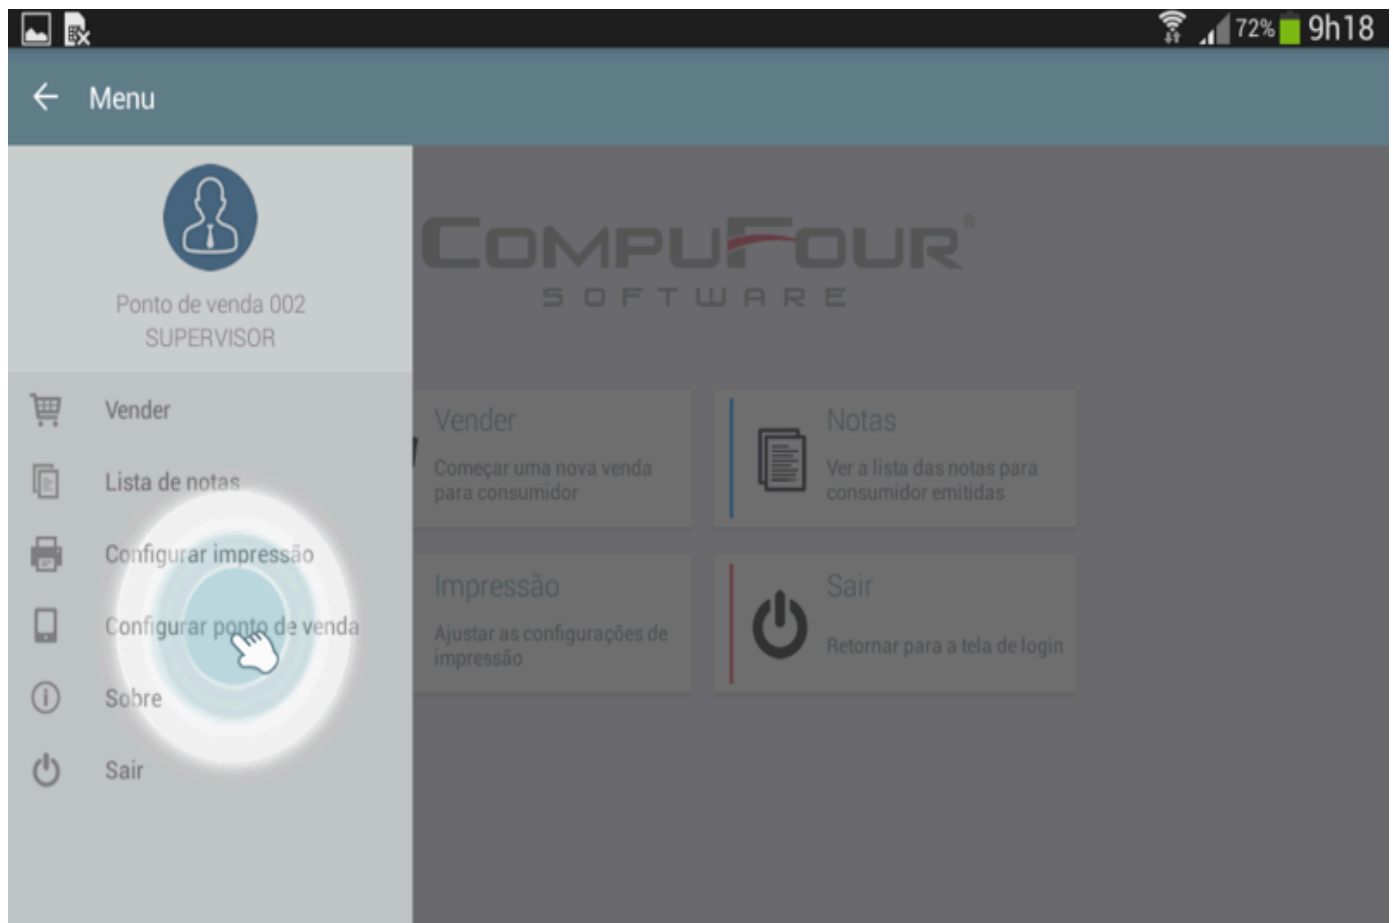 72% 9h18
Menu
COMPUFOUR®
SOFTWARE
Ponto de venda 002
SUPERVISOR
Vender
Lista de notas
Configurar impressão
Configurar ponto de venda
Sobre
Sair
Vender
Começar uma nova venda
para consumidor
Notas
Ver a lista das notas para
consumidor emitidas
Impressão
Ajustar as configurações de
impressão
Sair
Retornar para a tela de login